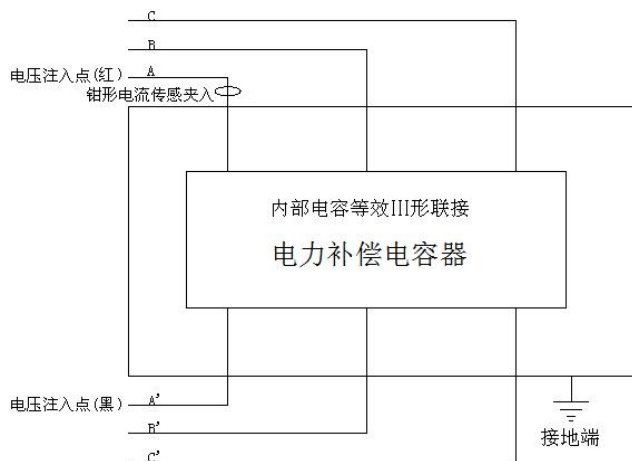 C
B
电压注入点(红) A
钳形电流传感夹入
内部电容等效III形联接
电力补偿电容器
电压注入点(黑) A'
B'
C'
接地端